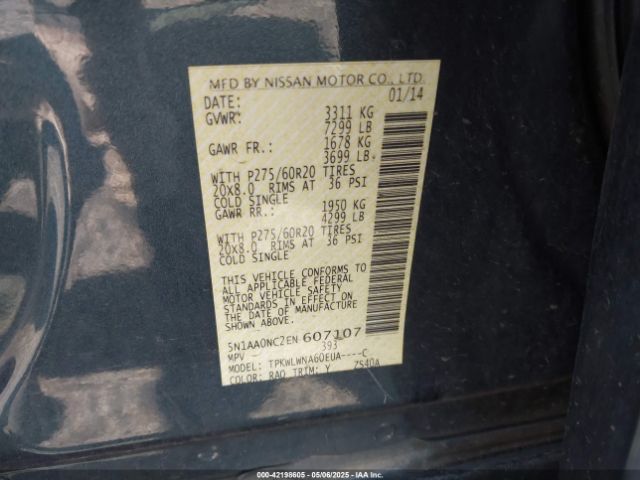 MFD BY NISSAN MOTOR CO., LTD.
DATE: 01/14
GVWR: 3311 KG
7299 LB
GAWR FR.: 1678 KG
3699 LB
WITH P275/60R20 TIRES
20X8.0 RIMS AT 36 PSI
COLD SINGLE
GAWR RR.: 1950 KG
4299 LB
WITH P275/60R20 TIRES
20X8.0 RIMS AT 36 PSI
COLD SINGLE
THIS VEHICLE CONFORMS TO
ALL APPLICABLE FEDERAL
MOTOR VEHICLE SAFETY
STANDARDS IN EFFECT ON
THE DATE OF MANUFACTURE
SHOWN ABOVE.
5N1AA0NC2EN 607107
MPV 393
MODEL: TPKWLWNA60EUA----C
COLOR: RAQ TRIM: Y ZS40A
000-42198605 - 05/06/2025 - IAA Inc.